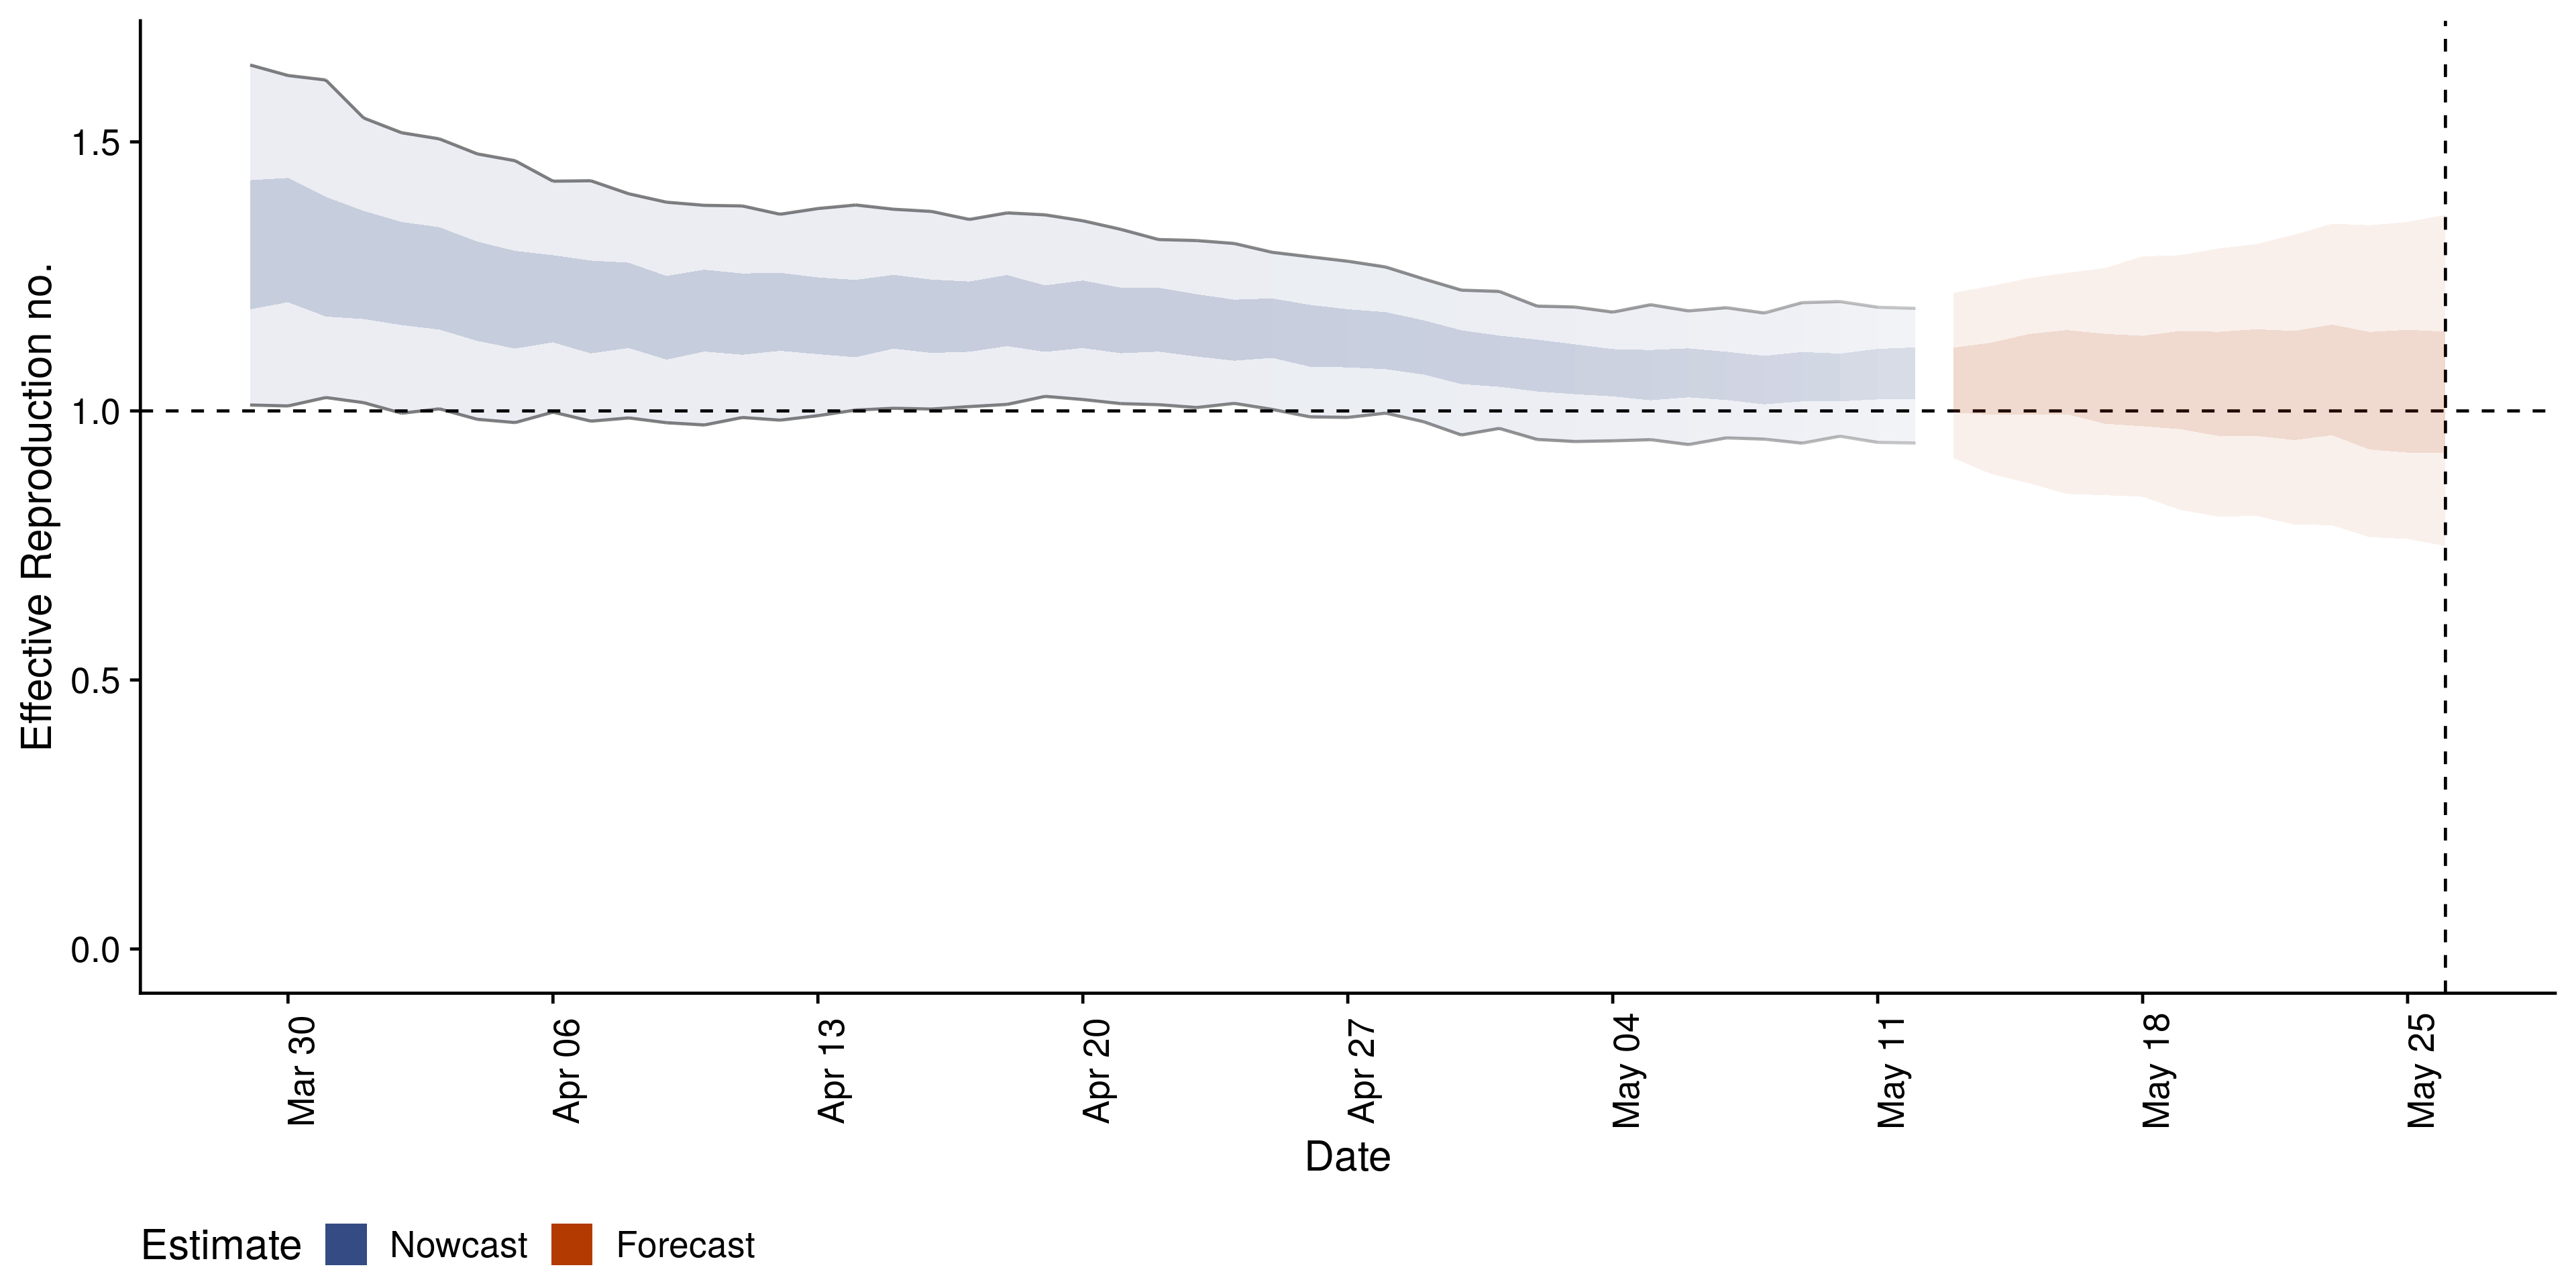 Effective Reproduction no.
1.5
1.0
0.5
0.0
Mar 30
Apr 06
Apr 13
Apr 20
Apr 27
May 04
May 11
May 18
May 25
Date
Estimate Nowcast Forecast